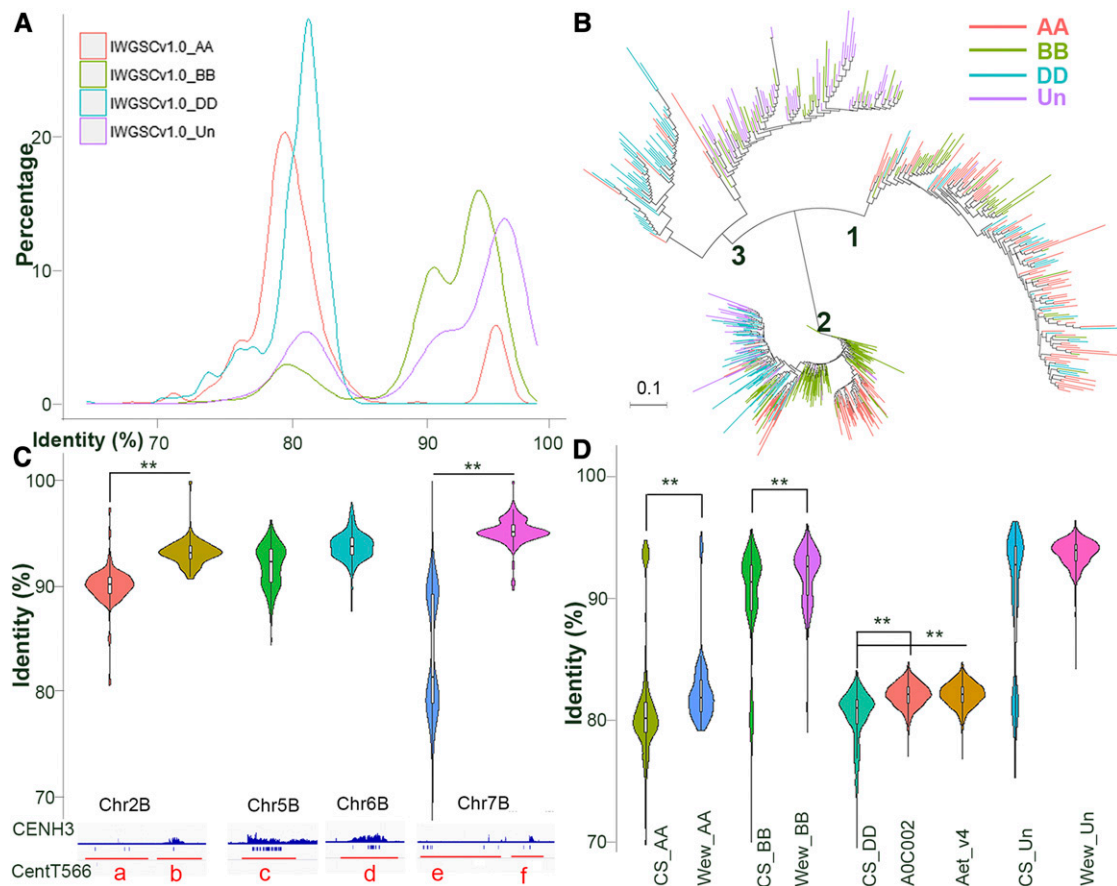 A
IWGSCv1.0_AA
IWGSCv1.0_BB
IWGSCv1.0_DD
IWGSCv1.0_Un
Percentage
20
10
0
Identity (%)
70
80
90
100
B
AA
BB
DD
Un
1
2
3
0.1
C
Identity (%)
100
90
80
70
**
**
Chr2B
Chr5B
Chr6B
Chr7B
CENH3
CentT566
a
b
c
d
e
f
D
Identity (%)
100
90
80
70
**
**
**
**
CS_AA
Wew_AA
CS_BB
Wew_BB
CS_DD
A0C002
Aet_v4
CS_Un
Wew_Un